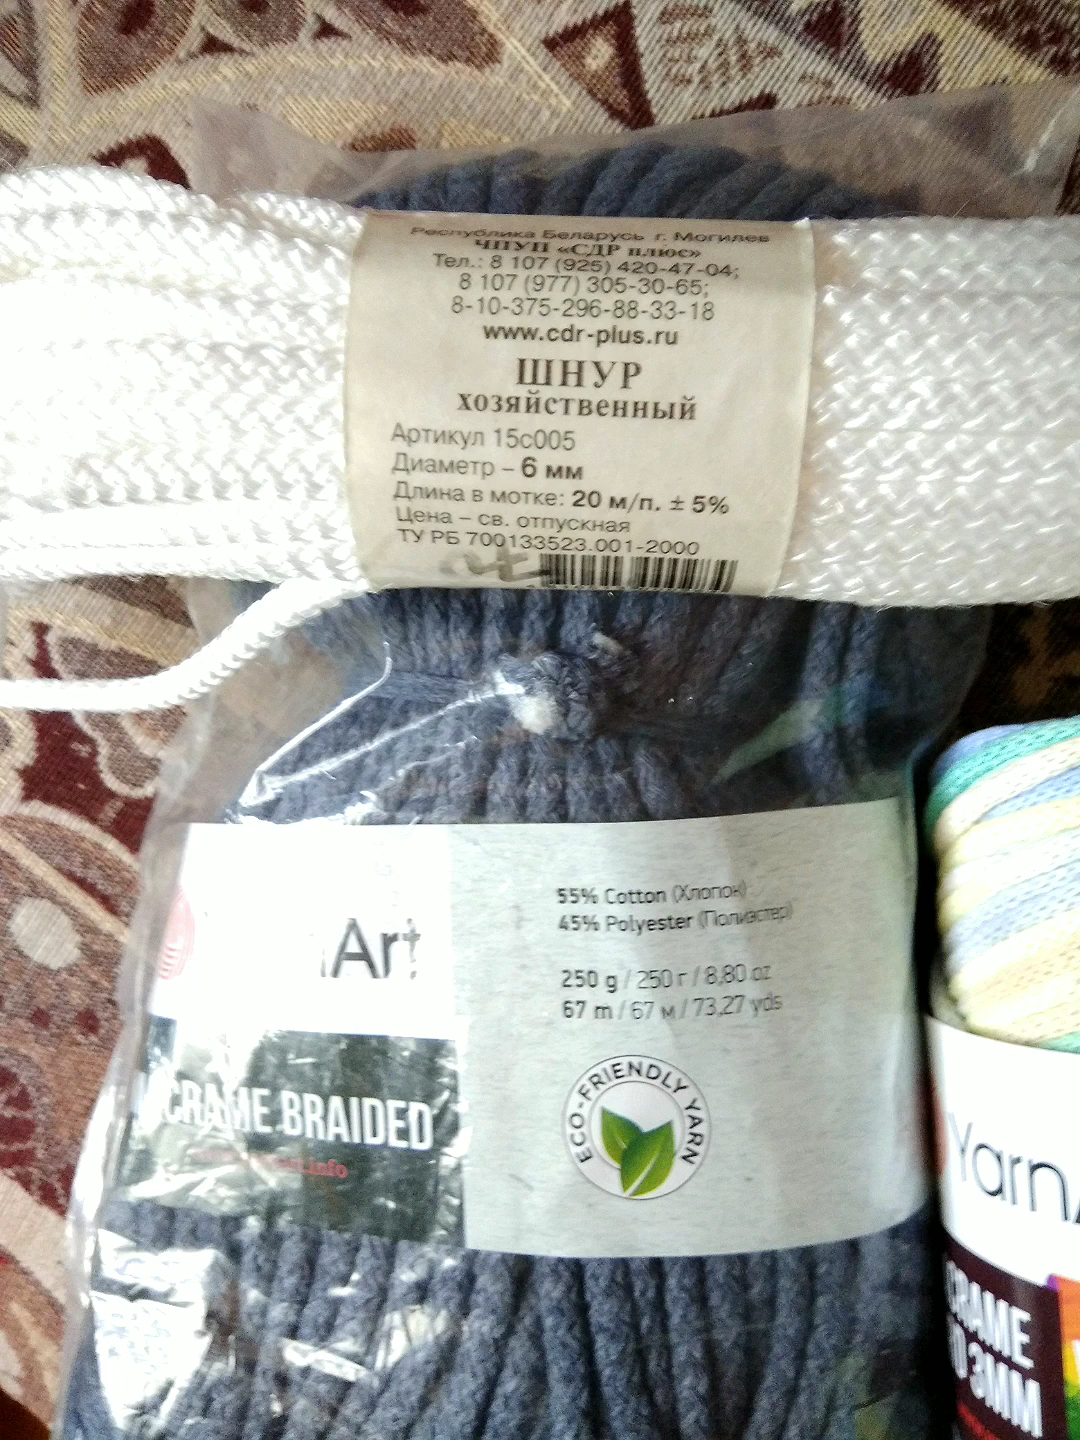 Республика Беларусь г. Могилев
ЧПУП «СДР плюс»
Тел.: 8 107 (925) 420-47-04;
8 107 (977) 305-30-65;
8-10-375-296-88-33-18
www.cdr-plus.ru
ШНУР
хозяйственный
Артикул 15с005
Диаметр – 6 мм
Длина в мотке: 20 м/п. ± 5%
Цена – св. отпускная
ТУ РБ 700133523.001-2000
Art
CRAME BRAIDED
.info
55% Cotton (Хлопок)
45% Polyester (Полиэстер)
250 g / 250 г / 8,80 oz
67 m / 67 м / 73,27 yds
ECO-FRIENDLY YARN
Yarn
CRAME
3MM